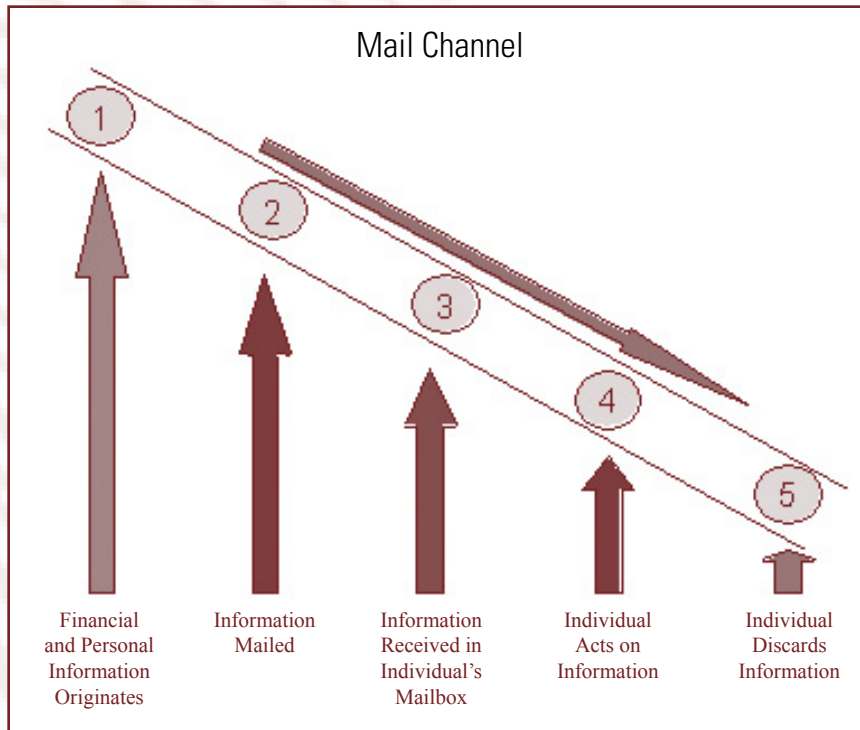 Mail Channel
1
2
3
4
5
Financial
and Personal
Information
Originates
Information
Mailed
Information
Received in
Individual’s
Mailbox
Individual
Acts on
Information
Individual
Discards
Information